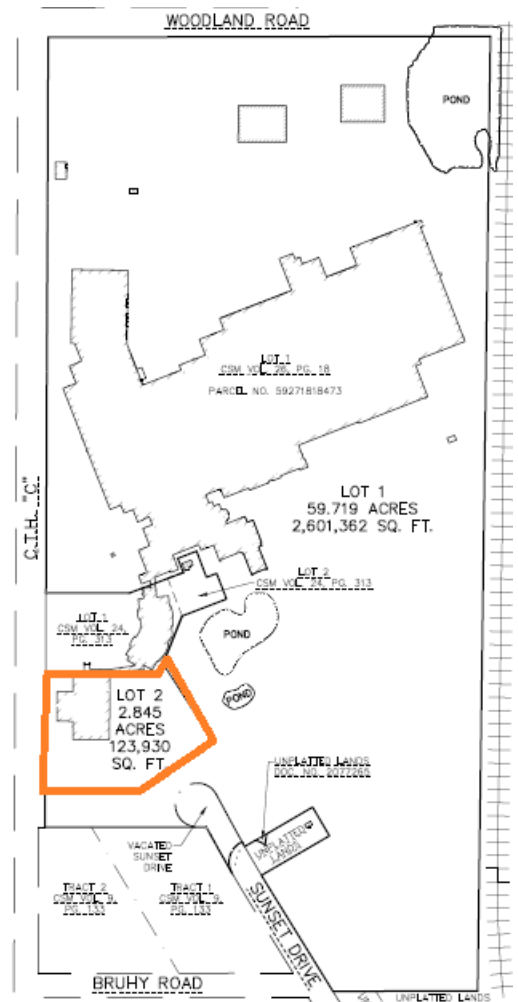 WOODLAND ROAD
POND
LOT 1
CSM VOL. 26, PG. 18
PARCEL NO. 59271818473
LOT 1
59.719 ACRES
2,601,362 SQ. FT.
C.T.H. "C"
LOT 2
CSM VOL. 24, PG. 313
LOT 1
CSM VOL. 24,
PG. 313
POND
POND
LOT 2
2.845
ACRES
123,930
SQ. FT.
UNPLATTED LANDS
DOC. NO. 2077265
VACATED
SUNSET
DRIVE
UNPLATTED
LANDS
TRACT 2
CSM VOL. 9,
PG. 133
TRACT 1
CSM VOL. 9,
PG. 133
SUNSET DRIVE
BRUHY ROAD
UNPLATTED LANDS